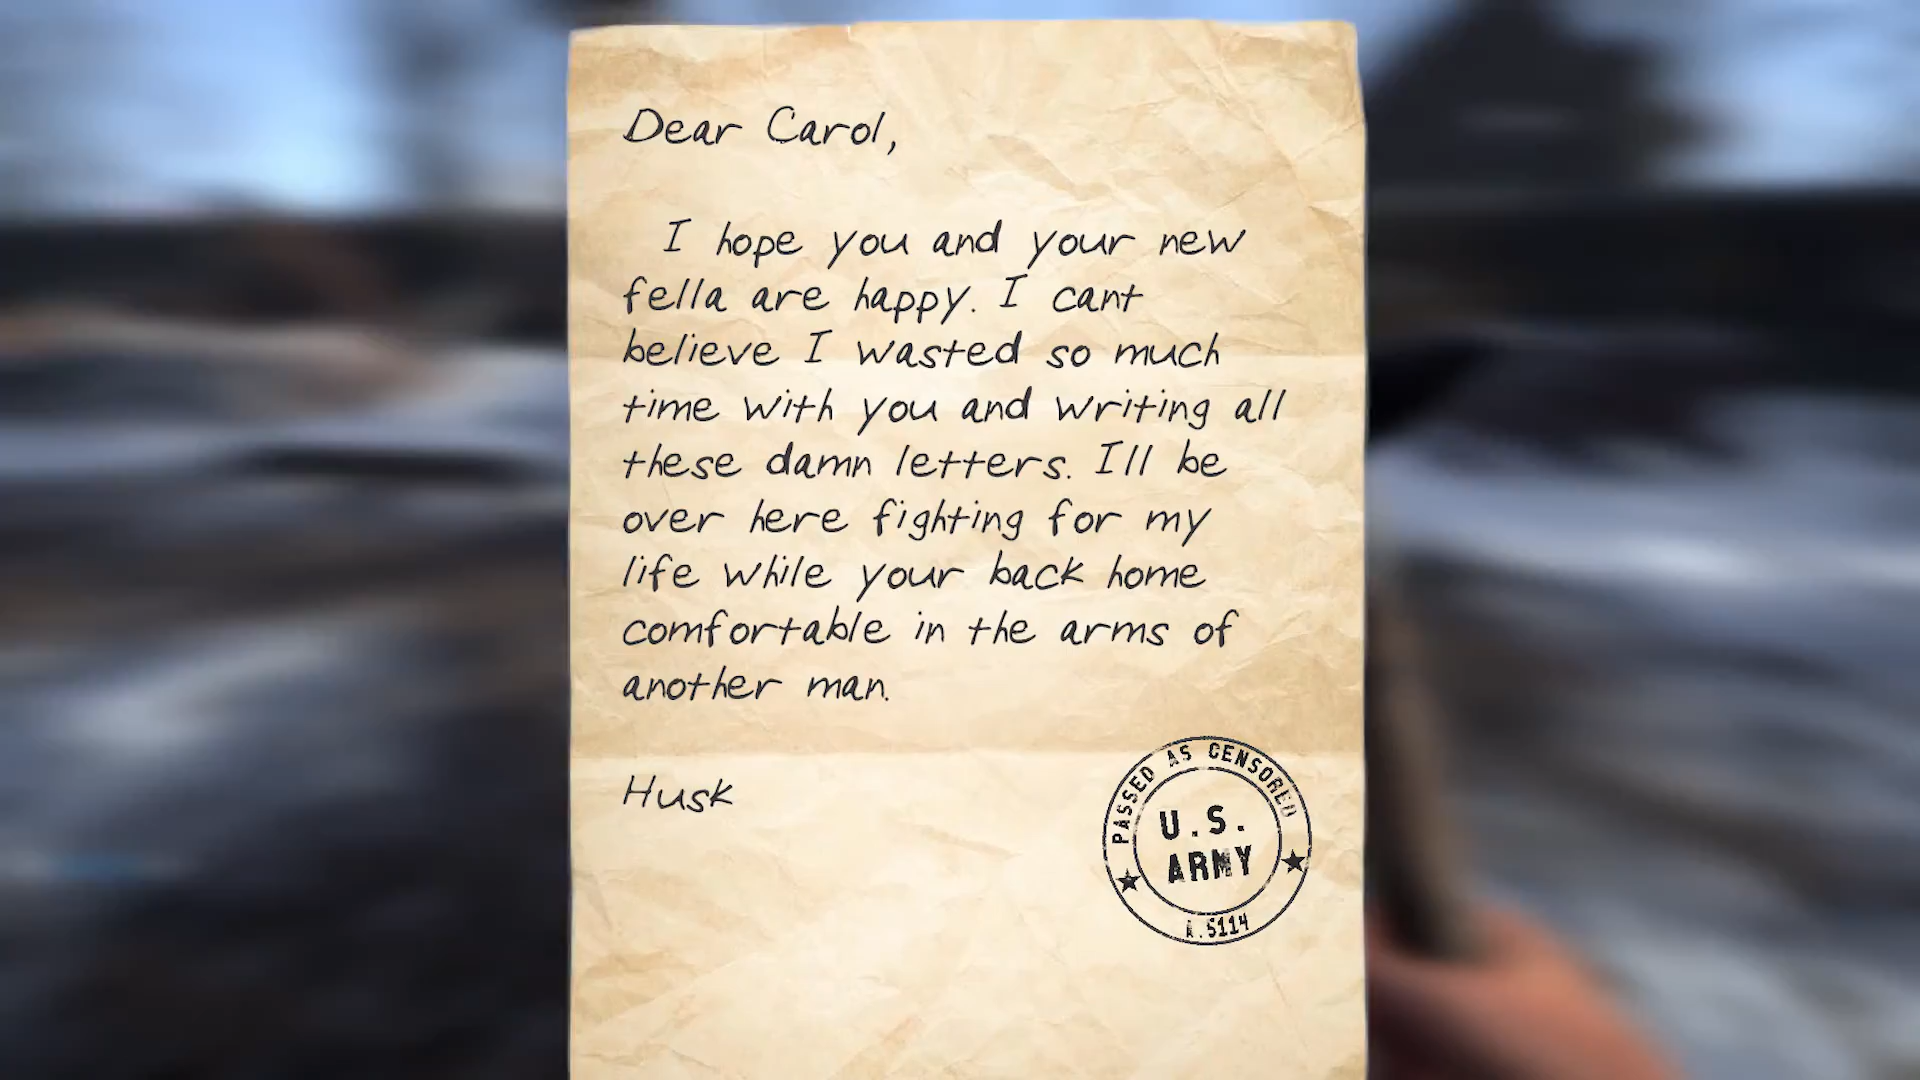 Dear Carol,
I hope you and your new
fella are happy. I cant
believe I wasted so much
time with you and writing all
these damn letters. I'll be
over here fighting for my
life while your back home
comfortable in the arms of
another man.
Husk
PASSED AS CENSORED
U.S.
ARMY
A.5114